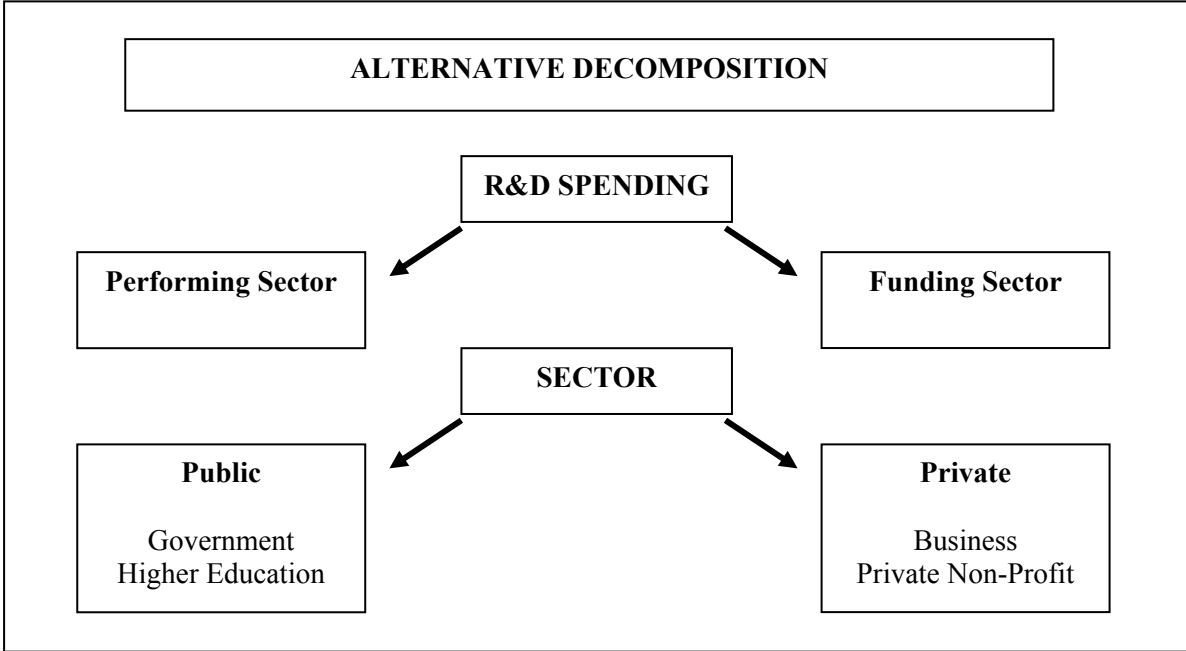 ALTERNATIVE DECOMPOSITION
R&D SPENDING
Performing Sector
Funding Sector
SECTOR
Public
Government
Higher Education
Private
Business
Private Non-Profit